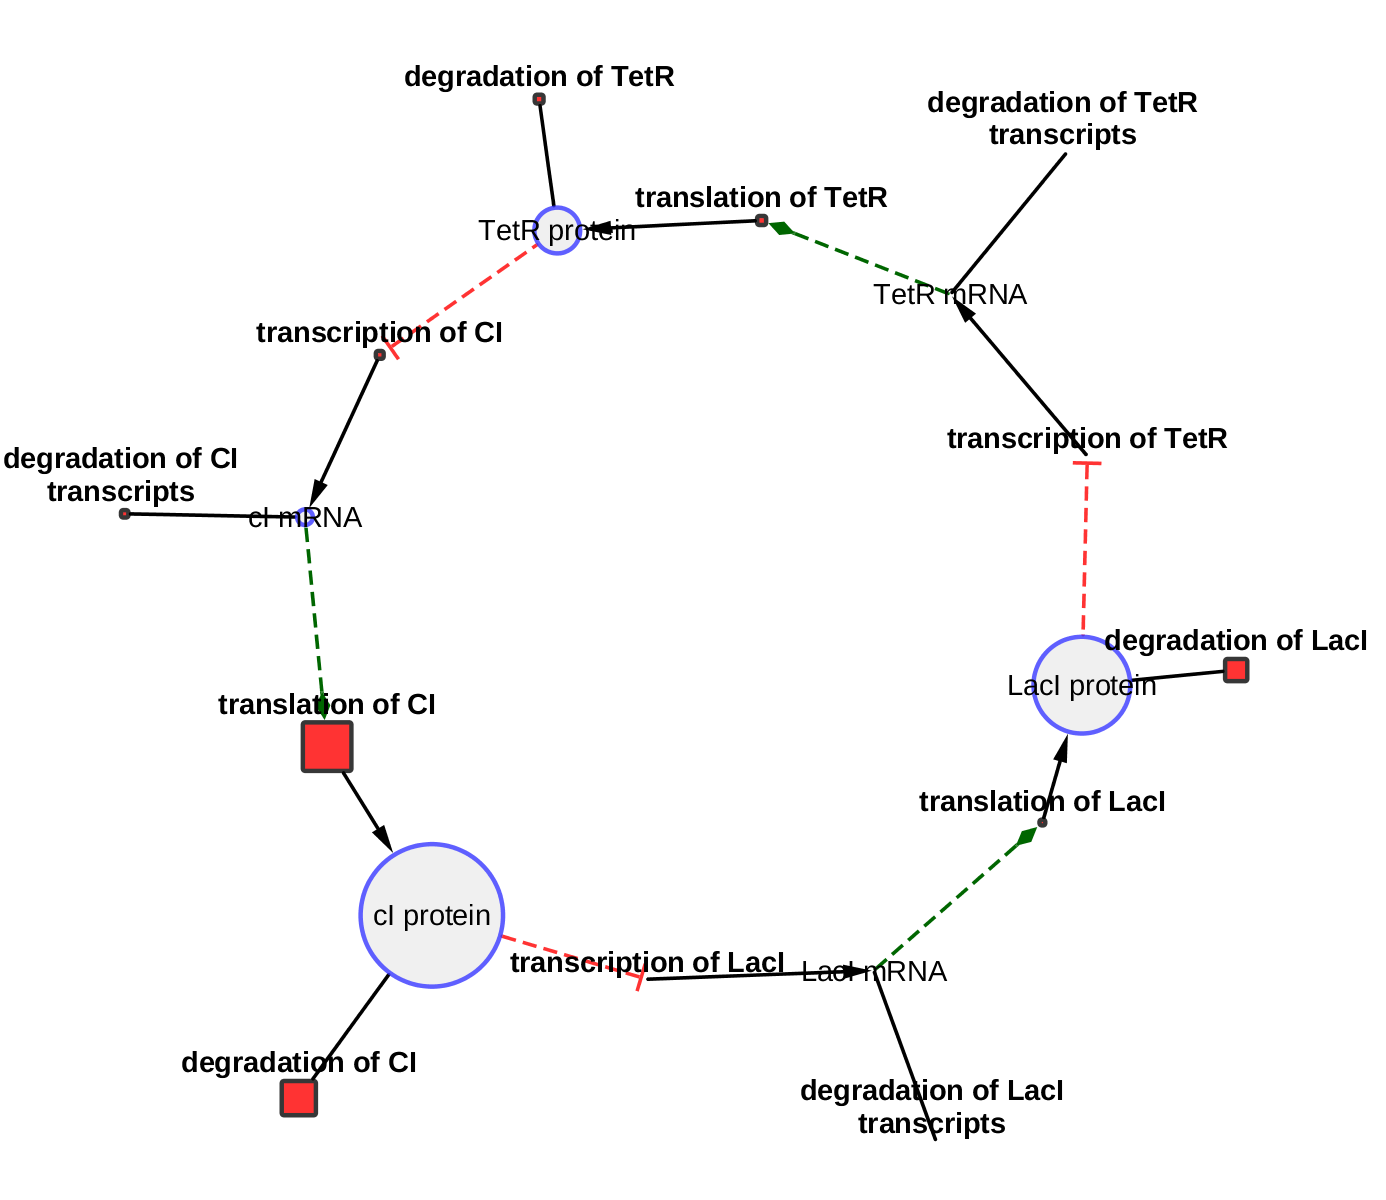 degradation of TetR
degradation of TetR
transcripts
translation of TetR
TetR protein
TetR mRNA
transcription of CI
transcription of TetR
degradation of CI
transcripts
cI mRNA
degradation of LacI
LacI protein
translation of CI
translation of LacI
cI protein
transcription of LacI
LacI mRNA
degradation of CI
degradation of LacI
transcripts